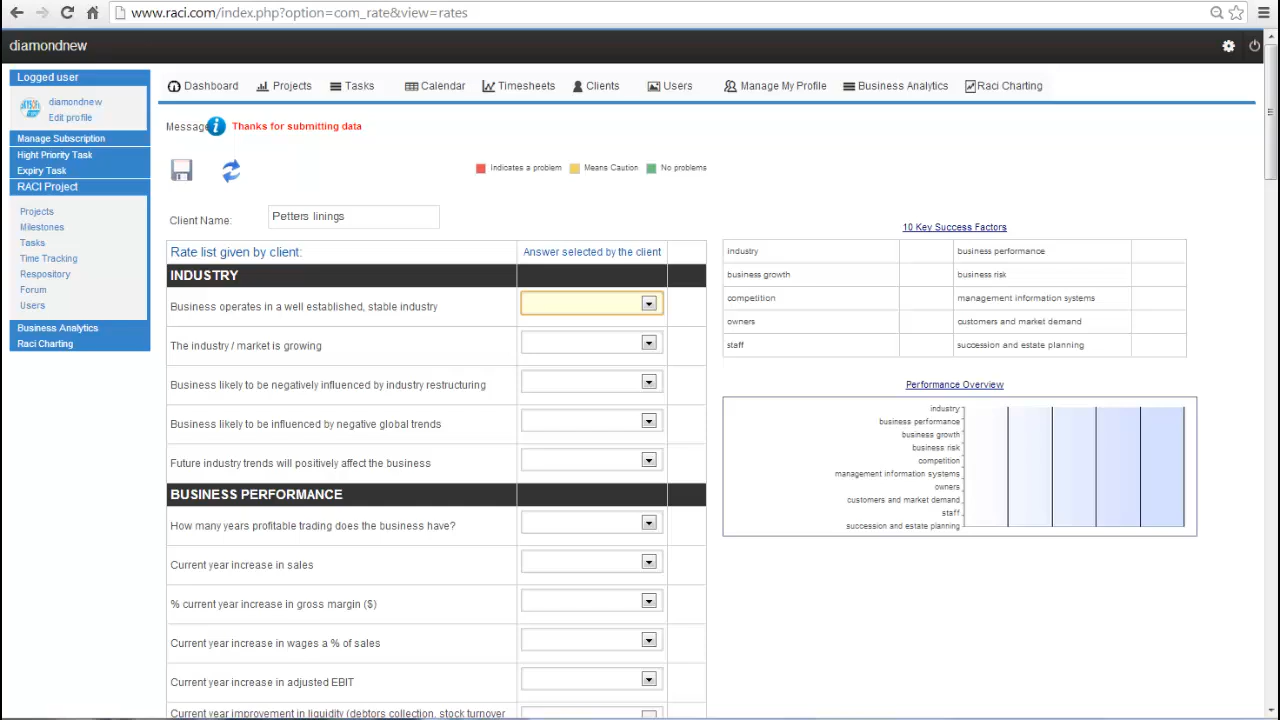 www.raci.com/index.php?option=com_rate&view=rates
diamondnew
Logged user
diamondnew
Edit profile
Manage Subscription
Hight Priority Task
Expiry Task
RACI Project
Projects
Milestones
Tasks
Time Tracking
Respository
Forum
Users
Business Analytics
Raci Charting
Dashboard Projects Tasks Calendar Timesheets Clients Users Manage My Profile Business Analytics Raci Charting
Message Thanks for submitting data
Indicates a problem Means Caution No problems
Client Name: Petters linings
Rate list given by client: Answer selected by the client
INDUSTRY
Business operates in a well established, stable industry
The industry / market is growing
Business likely to be negatively influenced by industry restructuring
Business likely to be influenced by negative global trends
Future industry trends will positively affect the business
BUSINESS PERFORMANCE
How many years profitable trading does the business have?
Current year increase in sales
% current year increase in gross margin ($)
Current year increase in wages a % of sales
Current year increase in adjusted EBIT
Current year improvement in liquidity (debtors collection, stock turnover
10 Key Success Factors
industry business performance
business growth business risk
competition management information systems
owners customers and market demand
staff succession and estate planning
Performance Overview
industry
business performance
business growth
business risk
competition
management information systems
owners
customers and market demand
staff
succession and estate planning